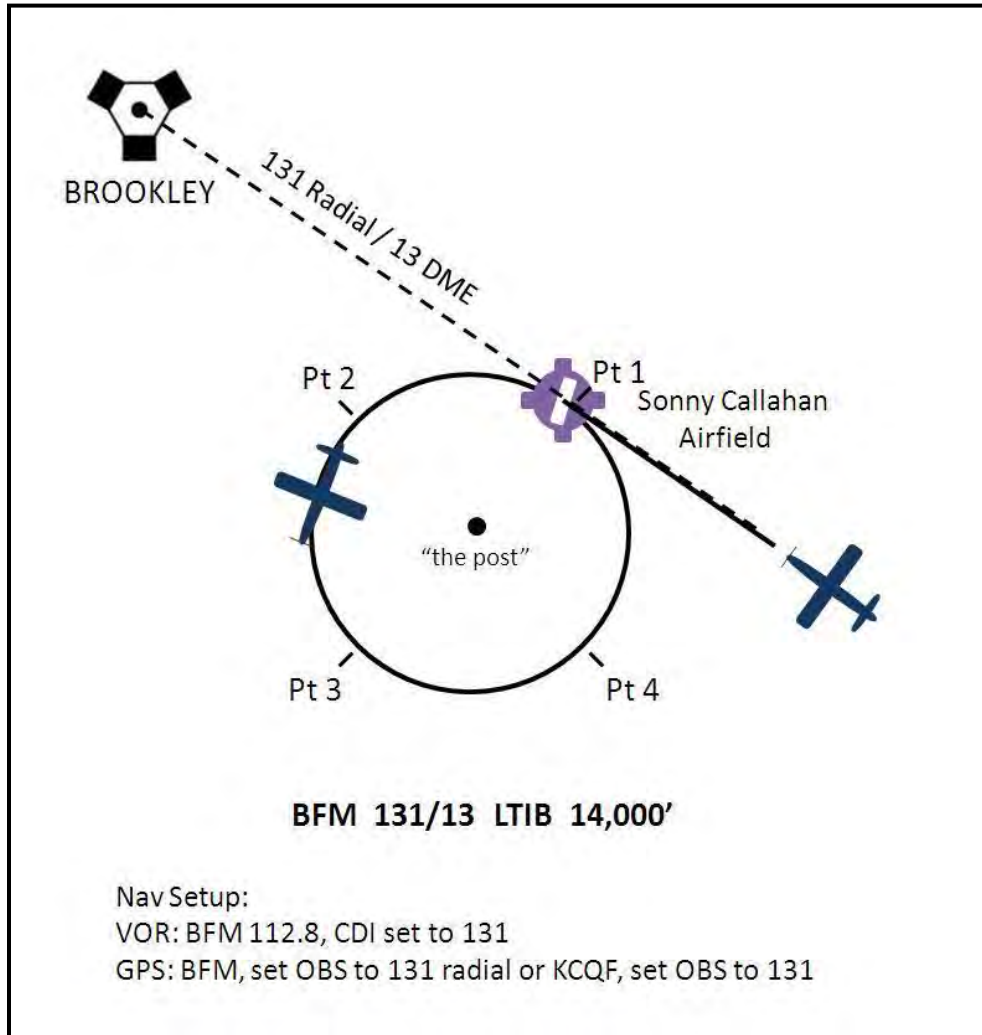 BROOKLEY
131 Radial / 13 DME
Pt 2
Pt 1
Sonny Callahan
Airfield
“the post”
Pt 3
Pt 4
BFM 131/13 LTIB 14,000’
Nav Setup:
VOR: BFM 112.8, CDI set to 131
GPS: BFM, set OBS to 131 radial or KCQF, set OBS to 131